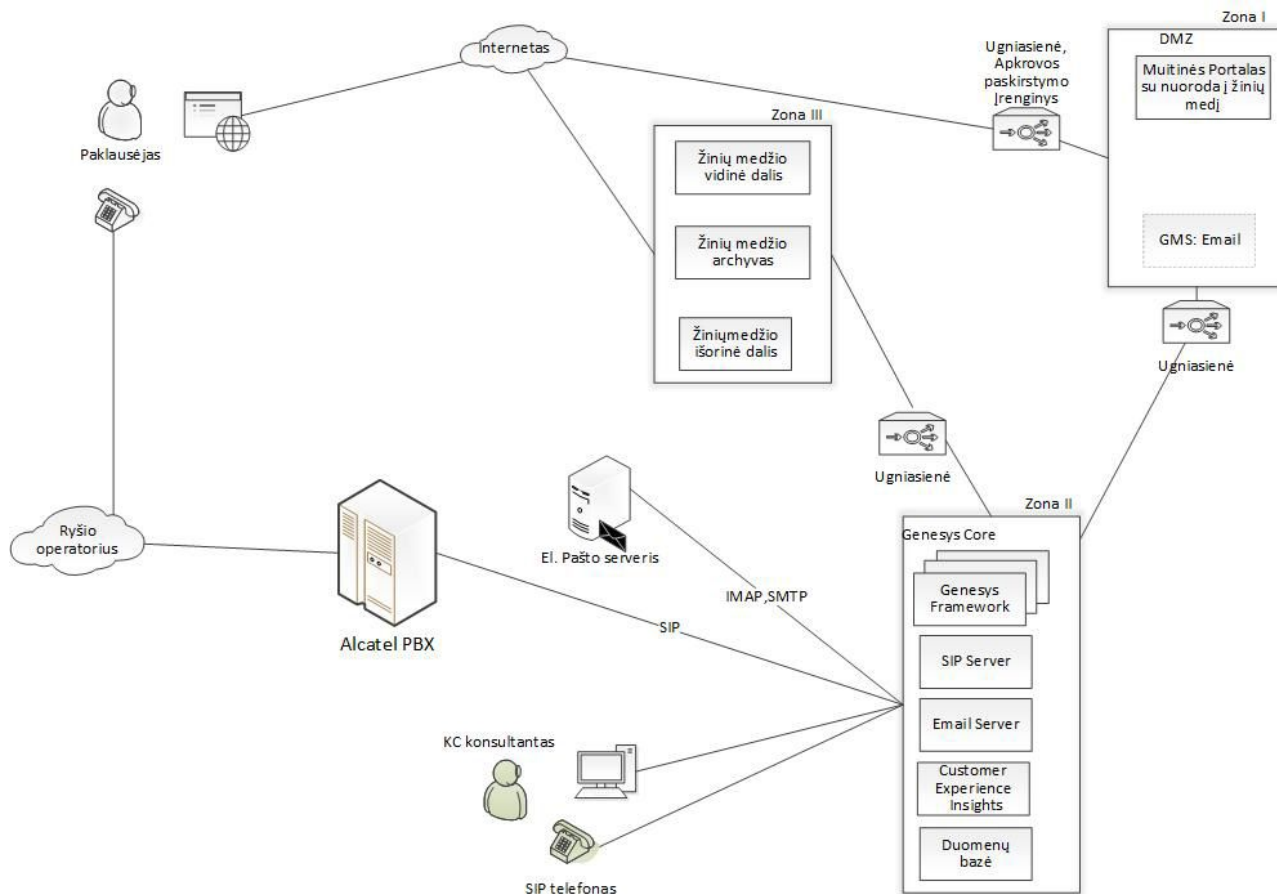 Zona I
DMZ
Muitinės Portalas
su nuoroda į žinių
medį
GMS: Email
Internetas
Ugniasienė,
Apkrovos
paskirstymo
Įrenginys
Paklausėjas
Zona III
Žinių medžio
vidinė dalis
Žinių medžio
archyvas
Žiniųmedžio
išorinė dalis
Ugniasienė
Ugniasienė
Ryšio
operatorius
Alcatel PBX
El. Pašto serveris
IMAP,SMTP
SIP
Zona II
Genesys Core
Genesys
Framework
SIP Server
Email Server
Customer
Experience
Insights
Duomenų
bazė
KC konsultantas
SIP telefonas